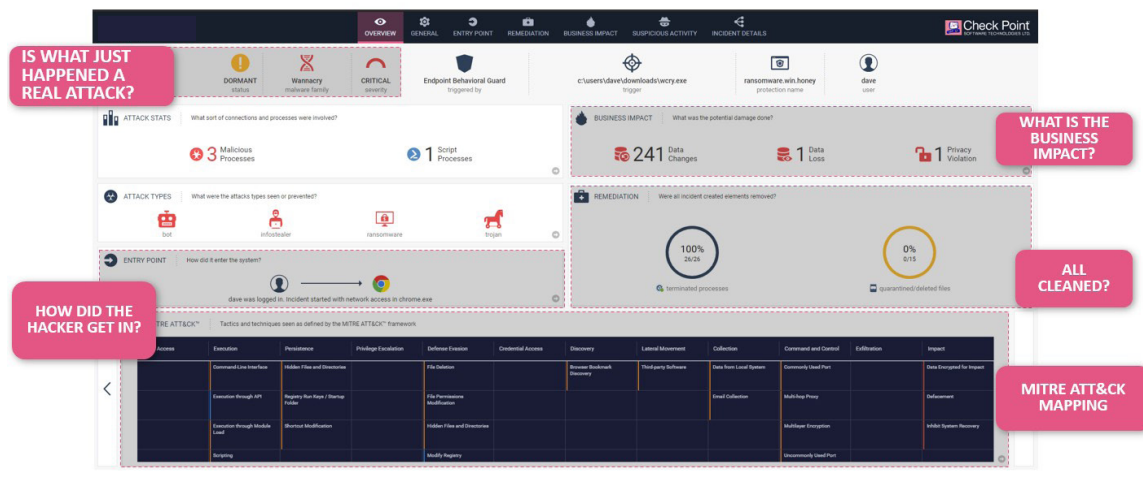 OVERVIEW
GENERAL
ENTRY POINT
REMEDIATION
BUSINESS IMPACT
SUSPICIOUS ACTIVITY
INCIDENT DETAILS
Check Point
SOFTWARE TECHNOLOGIES LTD.
IS WHAT JUST
HAPPENED A
REAL ATTACK?
DORMANT
status
Wannacry
malware family
CRITICAL
severity
Endpoint Behavioral Guard
triggered by
c:\users\dave\downloads\wcry.exe
trigger
ransomware.win.honey
protection name
dave
user
ATTACK STATS
What sort of connections and processes were involved?
3 Malicious
Processes
1 Script
Processes
BUSINESS IMPACT
What was the potential damage done?
241 Data
Changes
1 Data
Loss
1 Privacy
Violation
WHAT IS THE
BUSINESS
IMPACT?
ATTACK TYPES
What were the attacks types seen or prevented?
bot
infostealer
ransomware
trojan
REMEDIATION
Were all incident created elements removed?
100%
26/26
terminated processes
0%
0/15
quarantined/deleted files
ALL
CLEANED?
ENTRY POINT
How did it enter the system?
dave was logged in. Incident started with network access in chrome.exe
HOW DID THE
HACKER GET IN?
MITRE ATT&CK™
Tactics and techniques seen as defined by the MITRE ATT&CK™ framework
Access
Execution
Persistence
Privilege Escalation
Defense Evasion
Credential Access
Discovery
Lateral Movement
Collection
Command and Control
Exfiltration
Impact
Command-Line Interface
Hidden Files and Directories
File Deletion
Browser Bookmark
Discovery
Third-party Software
Data from Local System
Commonly Used Port
Data Encrypted for Impact
Execution through API
Registry Run Keys / Startup
Folder
File Permissions
Modification
Email Collection
Multi-hop Proxy
Defacement
Execution through Module
Load
Shortcut Modification
Hidden Files and Directories
Multilayer Encryption
Inhibit System Recovery
Scripting
Modify Registry
Uncommonly Used Port
MITRE ATT&CK
MAPPING